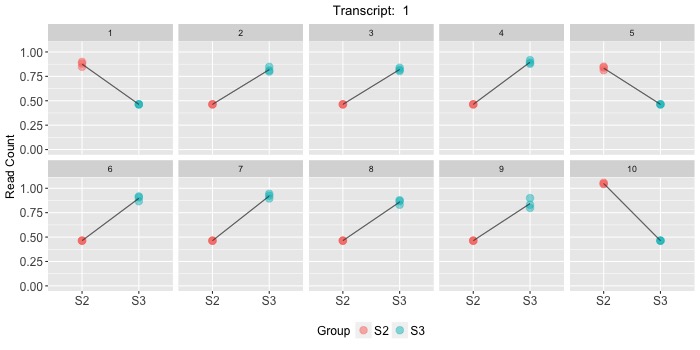 Transcript: 1
1 2 3 4 5
1.00
0.75
0.50
0.25
0.00
Read Count
6 7 8 9 10
1.00
0.75
0.50
0.25
0.00
S2 S3 S2 S3 S2 S3 S2 S3 S2 S3
Group S2 S3